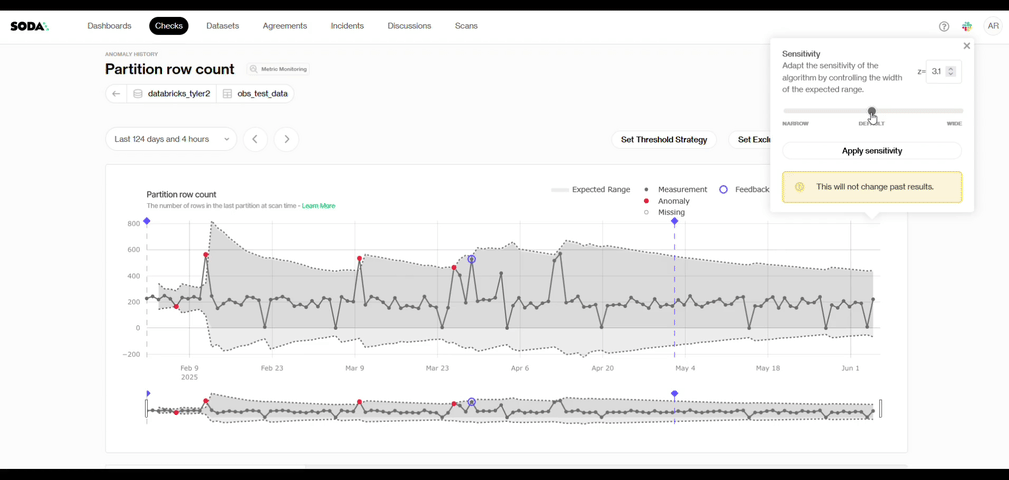 SODA
Dashboards
Checks
Datasets
Agreements
Incidents
Discussions
Scans
AR
ANOMALY HISTORY
Partition row count
Metric Monitoring
databricks_tyler2
obs_test_data
Last 124 days and 4 hours
Set Threshold Strategy
Set Exclu
Sensitivity
Adapt the sensitivity of the
algorithm by controlling the width
of the expected range.
z=
3.1
NARROW
WIDE
Apply sensitivity
This will not change past results.
Partition row count
The number of rows in the last partition at scan time - Learn More
Expected Range
Measurement
Feedback
Anomaly
Missing
800
600
400
200
0
−200
Feb 9
2025
Feb 23
Mar 9
Mar 23
Apr 6
Apr 20
May 4
May 18
Jun 1